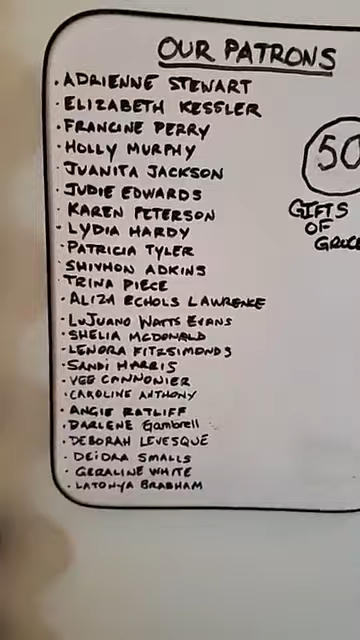 OUR PATRONS
· ADRIENNE STEWART
· ELIZABETH KESSLER
· FRANCINE PERRY
· HOLLY MURPHY
· JUANITA JACKSON
· JUDIE EDWARDS
· KAREN PETERSON
· LYDIA HARDY
· PATRICIA TYLER
· SHIVHON ADKINS
· TRINA PIECE
· ALIZA ECHOLS LAWRENCE
· LUJUANO WATTS EVANS
· SHELIA MCDONALD
· LENORA FITZSIMONDS
· SANDI HARRIS
· VEE CANNONIER
· CAROLINE ANTHONY
· ANGIE RATLIFF
· DARLENE Gambrell
· DEBORAH LEVESQUE
· DEIDRA SMALLS
· GERALINE WHITE
· LATONYA BRABHAM
50
GIFTS
OF